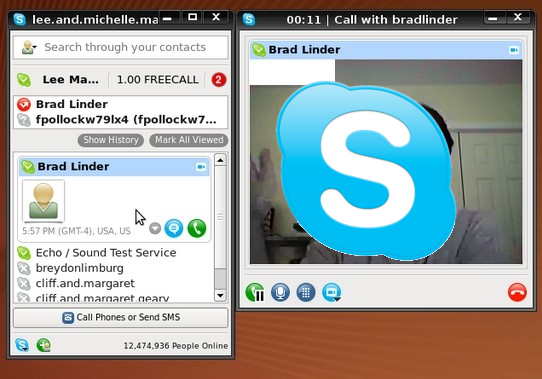 lee.and.michelle.ma
Search through your contacts
Lee Ma... 1.00 FREECALL 2
Brad Linder
fpollockw79lx4 (fpollockw7...
Show History Mark All Viewed
Brad Linder
5:57 PM (GMT-4), USA, US
Echo / Sound Test Service
breydonlimburg
cliff.and.margaret
cliff.and.margaret.geary
Call Phones or Send SMS
12,474,936 People Online
00:11 | Call with bradlinder
Brad Linder
S